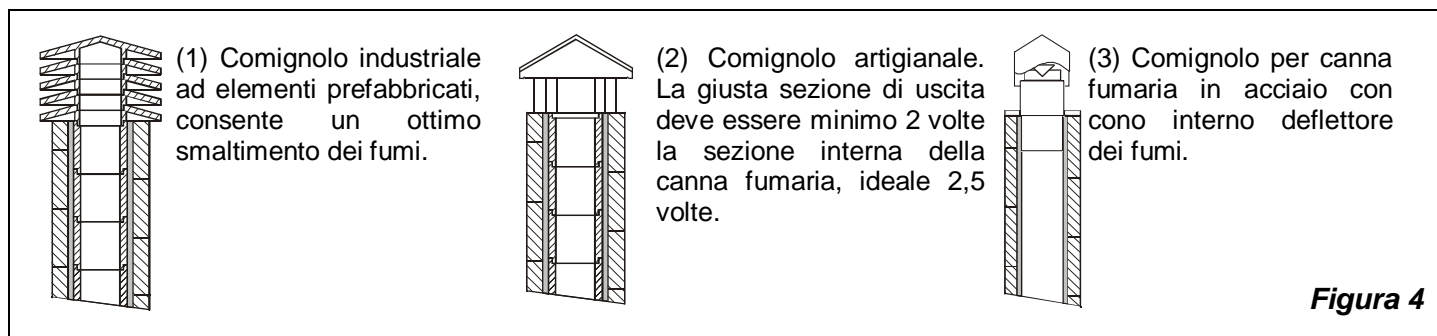 (1) Comignolo industriale
ad elementi prefabbricati,
consente un ottimo
smaltimento dei fumi.
(2) Comignolo artigianale.
La giusta sezione di uscita
deve essere minimo 2 volte
la sezione interna della
canna fumaria, ideale 2,5
volte.
(3) Comignolo per canna
fumaria in acciaio con
cono interno deflettore
dei fumi.
Figura 4